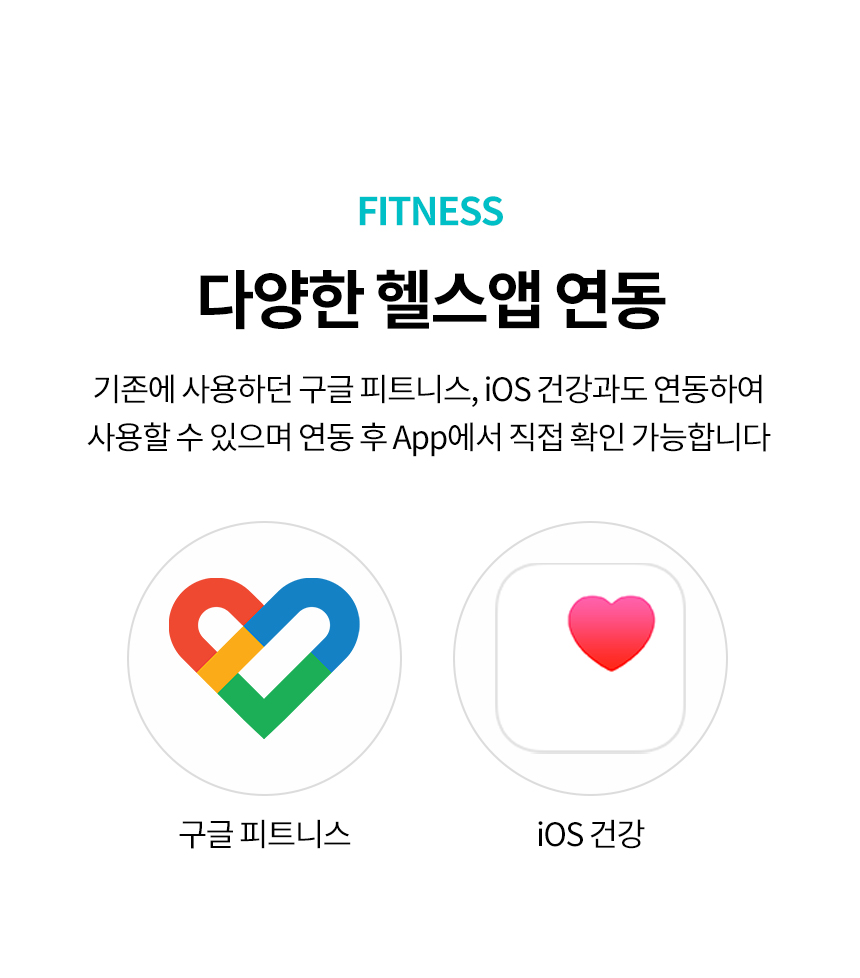 FITNESS
다양한 헬스앱 연동
기존에 사용하던 구글 피트니스, iOS 건강과도 연동하여
사용할 수 있으며 연동 후 App에서 직접 확인 가능합니다
구글 피트니스
iOS 건강